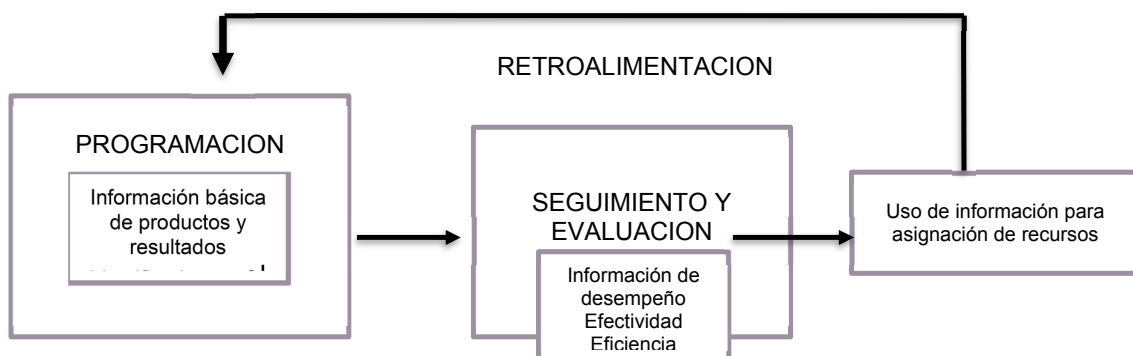 RETROALIMENTACION
PROGRAMACION
Información básica
de productos y
resultados
SEGUIMIENTO Y
EVALUACION
Información de
desempeño
Efectividad
Eficiencia
Uso de información para
asignación de recursos